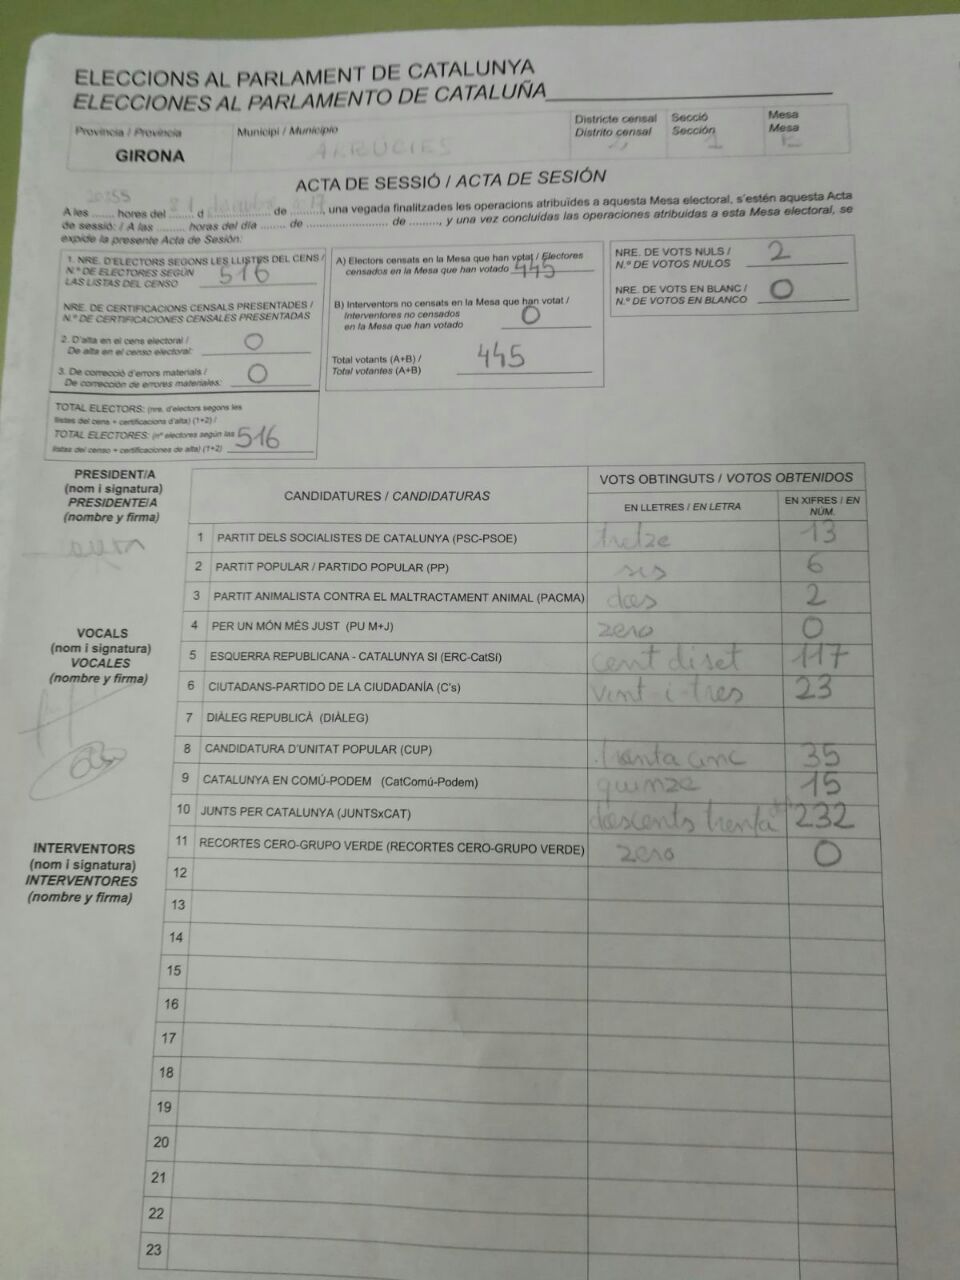 ELECCIONS AL PARLAMENT DE CATALUNYA
ELECCIONES AL PARLAMENTO DE CATALUÑA
Província / Provincia
GIRONA
Municipi / Municipio
ARBÚCIES
Districte censal
Distrito censal
Secció
Sección
1
Mesa
Mesa
ACTA DE SESSIÓ / ACTA DE SESIÓN
20:55 21 desembre 17
A les ....... hores del ....... d ...................... de ........., una vegada finalitzades les operacions atribuïdes a aquesta Mesa electoral, s'estén aquesta Acta
de sessió: / A las ......... horas del día ....... de ........................ de ........., y una vez concluidas las operaciones atribuidas a esta Mesa electoral, se
expide la presente Acta de Sesión:
1. NRE. D'ELECTORS SEGONS LES LLISTES DEL CENS /
N.º DE ELECTORES SEGÚN
LAS LISTAS DEL CENSO
516
NRE. DE CERTIFICACIONS CENSALS PRESENTADES /
N.º DE CERTIFICACIONES CENSALES PRESENTADAS
2. D'alta en el cens electoral /
De alta en el censo electoral:
0
3. De correcció d'errors materials /
De corrección de errores materiales:
0
TOTAL ELECTORS: (nre. d'electors segons les
llistes del cens + certificacions d'alta) (1+2) /
TOTAL ELECTORES: (nº electores según las
listas del censo + certificaciones de alta) (1+2)
516
A) Electors censats en la Mesa que han votat / Electores
censados en la Mesa que han votado
445
B) Interventors no censats en la Mesa que han votat /
Interventores no censados
en la Mesa que han votado
0
Total votants (A+B) /
Total votantes (A+B)
445
NRE. DE VOTS NULS /
N.º DE VOTOS NULOS
2
NRE. DE VOTS EN BLANC /
N.º DE VOTOS EN BLANCO
0
PRESIDENT/A
(nom i signatura)
PRESIDENTE/A
(nombre y firma)
VOCALS
(nom i signatura)
VOCALES
(nombre y firma)
INTERVENTORS
(nom i signatura)
INTERVENTORES
(nombre y firma)
CANDIDATURES / CANDIDATURAS
VOTS OBTINGUTS / VOTOS OBTENIDOS
EN LLETRES / EN LETRA
EN XIFRES / EN
NÚM.
1 PARTIT DELS SOCIALISTES DE CATALUNYA (PSC-PSOE) tretze 13
2 PARTIT POPULAR / PARTIDO POPULAR (PP) sis 6
3 PARTIT ANIMALISTA CONTRA EL MALTRACTAMENT ANIMAL (PACMA) dos 2
4 PER UN MÓN MÉS JUST (PU M+J) zero 0
5 ESQUERRA REPUBLICANA - CATALUNYA SI (ERC-CatSí) cent diset 117
6 CIUTADANS-PARTIDO DE LA CIUDADANÍA (C's) vint-i-tres 23
7 DIÀLEG REPUBLICÀ (DIÀLEG)
8 CANDIDATURA D'UNITAT POPULAR (CUP) trenta cinc 35
9 CATALUNYA EN COMÚ-PODEM (CatComú-Podem) quinze 15
10 JUNTS PER CATALUNYA (JUNTSxCAT) doscents trenta 232
11 RECORTES CERO-GRUPO VERDE (RECORTES CERO-GRUPO VERDE) zero 0
12
13
14
15
16
17
18
19
20
21
22
23